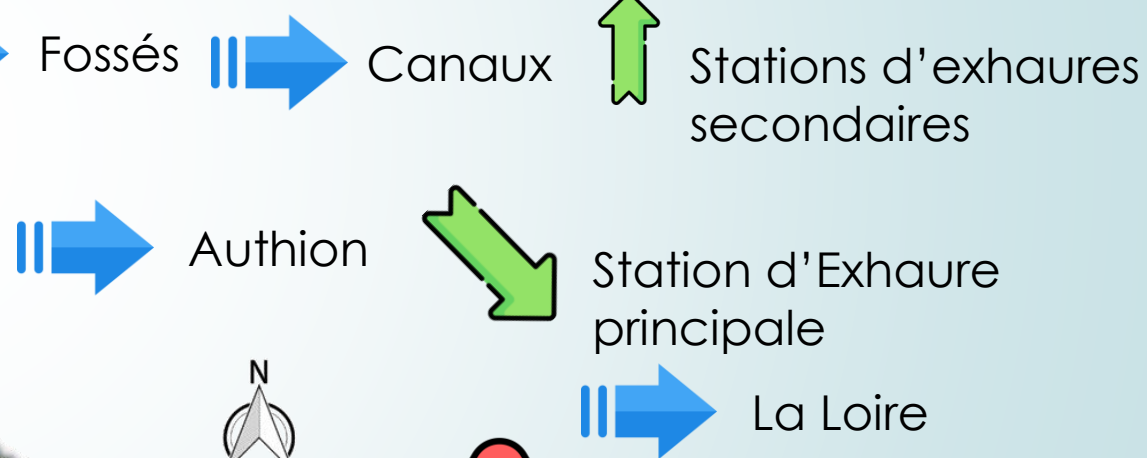 Fossés
Canaux
Stations d’exhaures
secondaires
Authion
Station d’Exhaure
principale
N
La Loire